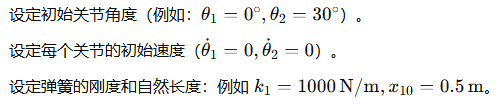 设定初始关节角度（例如：θ₁ = 0°, θ₂ = 30°）。
设定每个关节的初始速度（θ̇₁ = 0, θ̇₂ = 0）。
设定弹簧的刚度和自然长度：例如 k₁ = 1000 N/m, x₁₀ = 0.5 m。